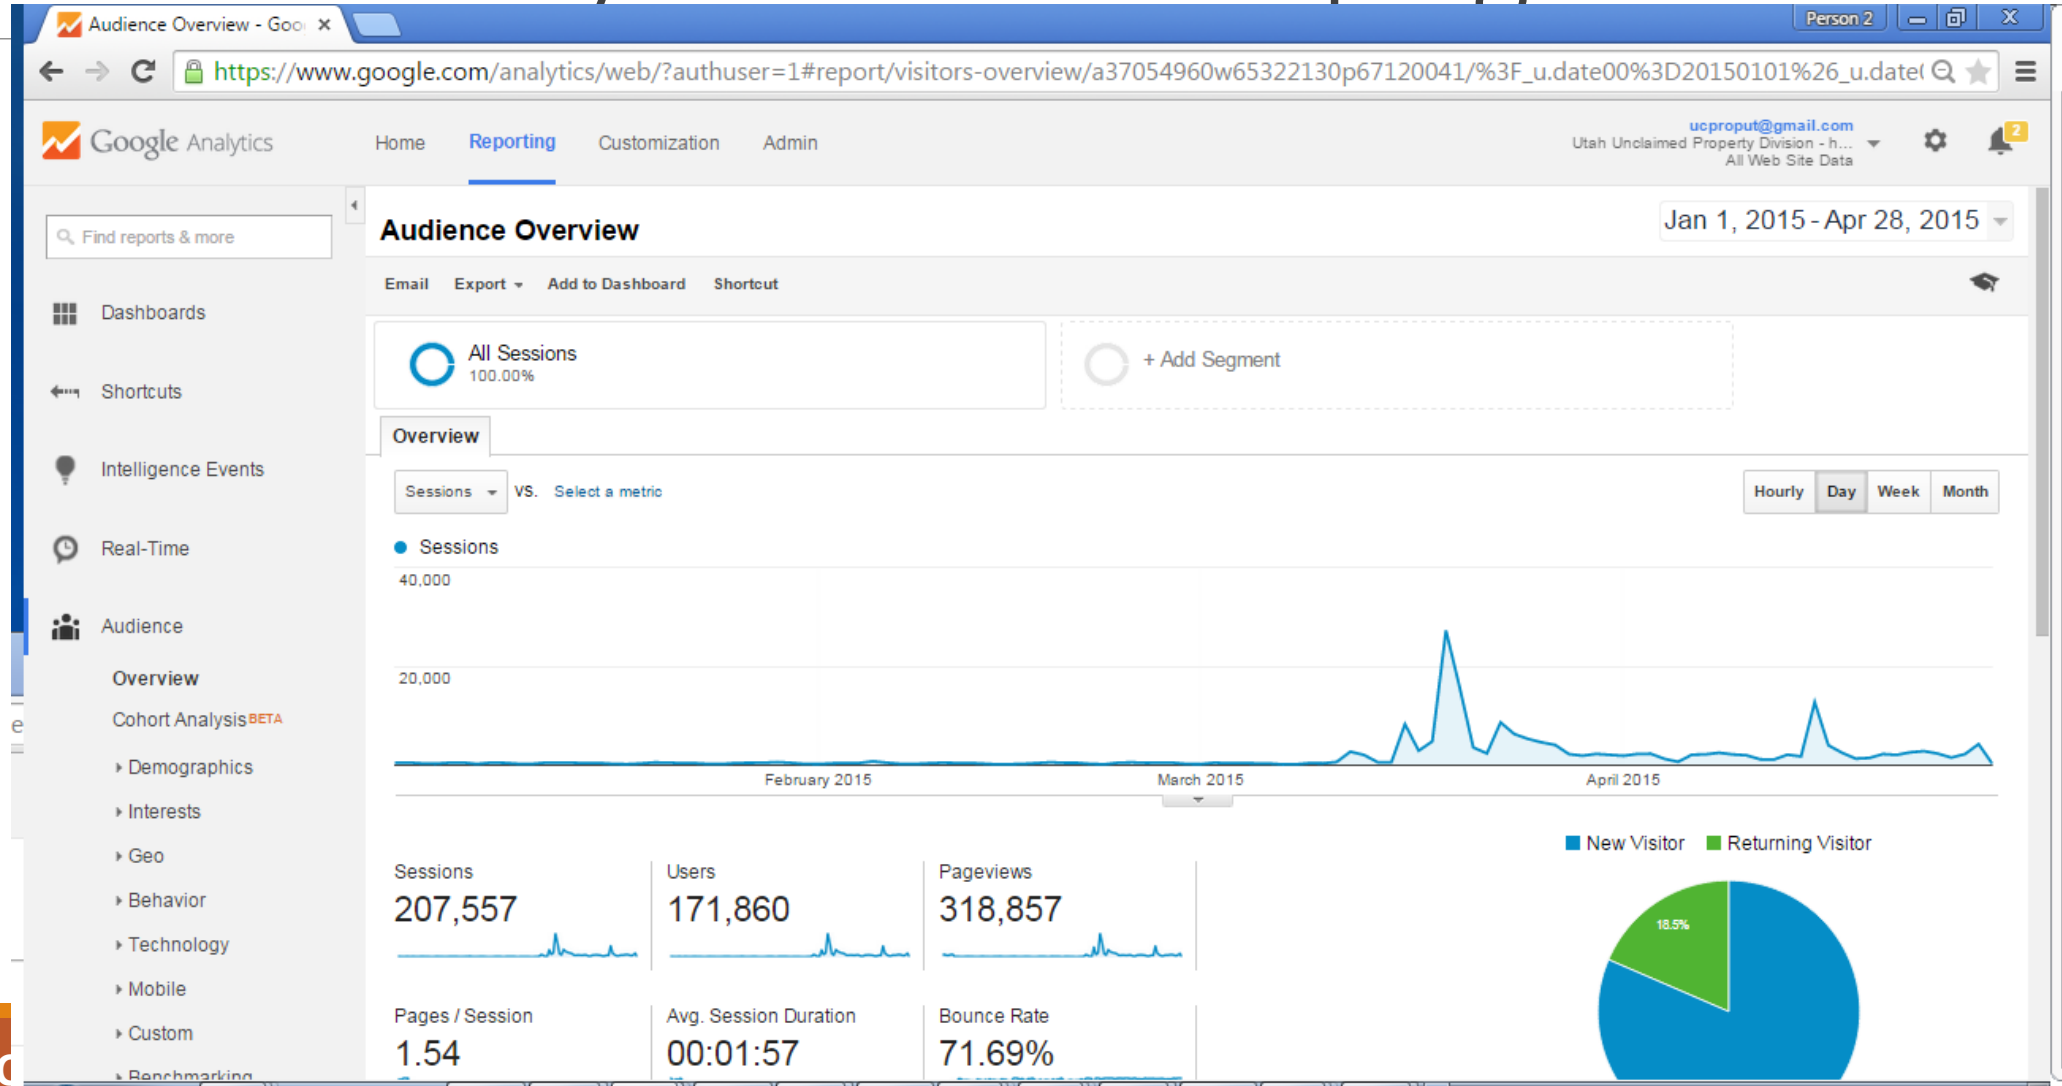 Audience Overview - Goo
Person 2
https://www.google.com/analytics/web/?authuser=1#report/visitors-overview/a37054960w65322130p67120041/%3F_u.date00%3D20150101%26_u.date(
Google Analytics
Home Reporting Customization Admin
ucproput@gmail.com
Utah Unclaimed Property Division - h...
All Web Site Data
2
Find reports & more
Dashboards
Shortcuts
Intelligence Events
Real-Time
Audience
Overview
Cohort Analysis BETA
Demographics
Interests
Geo
Behavior
Technology
Mobile
Custom
Benchmarking
Audience Overview
Jan 1, 2015 - Apr 28, 2015
Email Export Add to Dashboard Shortcut
All Sessions
100.00%
+ Add Segment
Overview
Sessions VS. Select a metric
Hourly Day Week Month
Sessions
40,000
20,000
February 2015 March 2015 April 2015
New Visitor Returning Visitor
18.5%
Sessions
207,557
Users
171,860
Pageviews
318,857
Pages / Session
1.54
Avg. Session Duration
00:01:57
Bounce Rate
71.69%